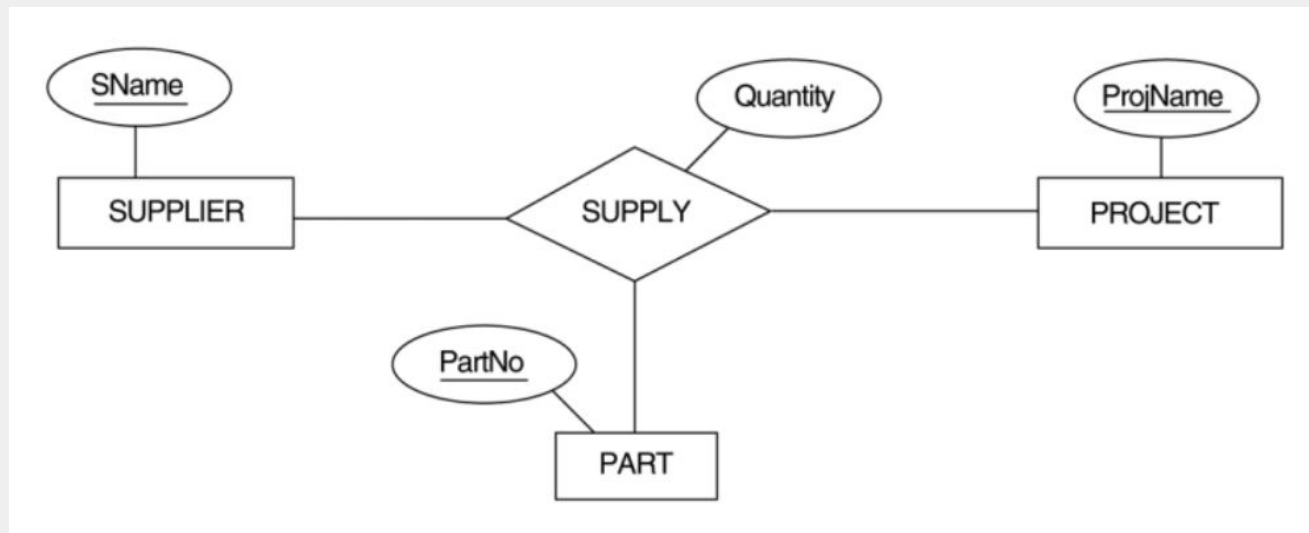 SName
Quantity
ProjName
SUPPLIER
SUPPLY
PROJECT
PartNo
PART